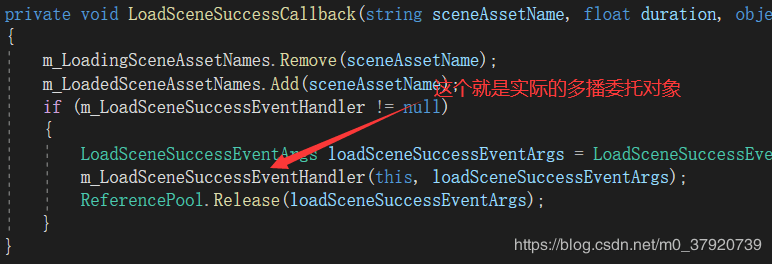 private void LoadSceneSuccessCallback(string sceneAssetName, float duration, obje
{
m_LoadingSceneAssetNames.Remove(sceneAssetName);
m_LoadedSceneAssetNames.Add(sceneAssetName);
这个就是实际的多播委托对象
if (m_LoadSceneSuccessEventHandler != null)
{
LoadSceneSuccessEventArgs loadSceneSuccessEventArgs = LoadSceneSuccessEve
m_LoadSceneSuccessEventHandler(this, loadSceneSuccessEventArgs);
ReferencePool.Release(loadSceneSuccessEventArgs);
}
}
https://blog.csdn.net/m0_37920739